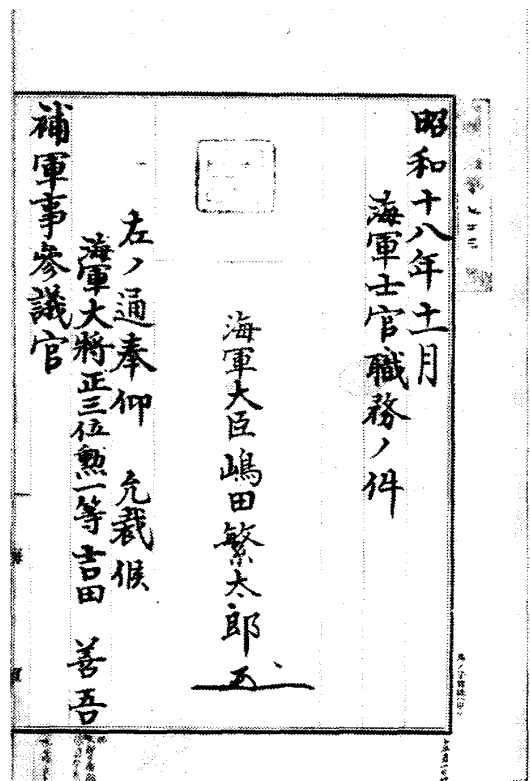 昭和十八年十一月
海軍士官職務ノ件
海軍大臣嶋田繁太郎
左ノ通奉仰 允裁候
海軍大將正三位勲一等吉田 善吾
補軍事參議官